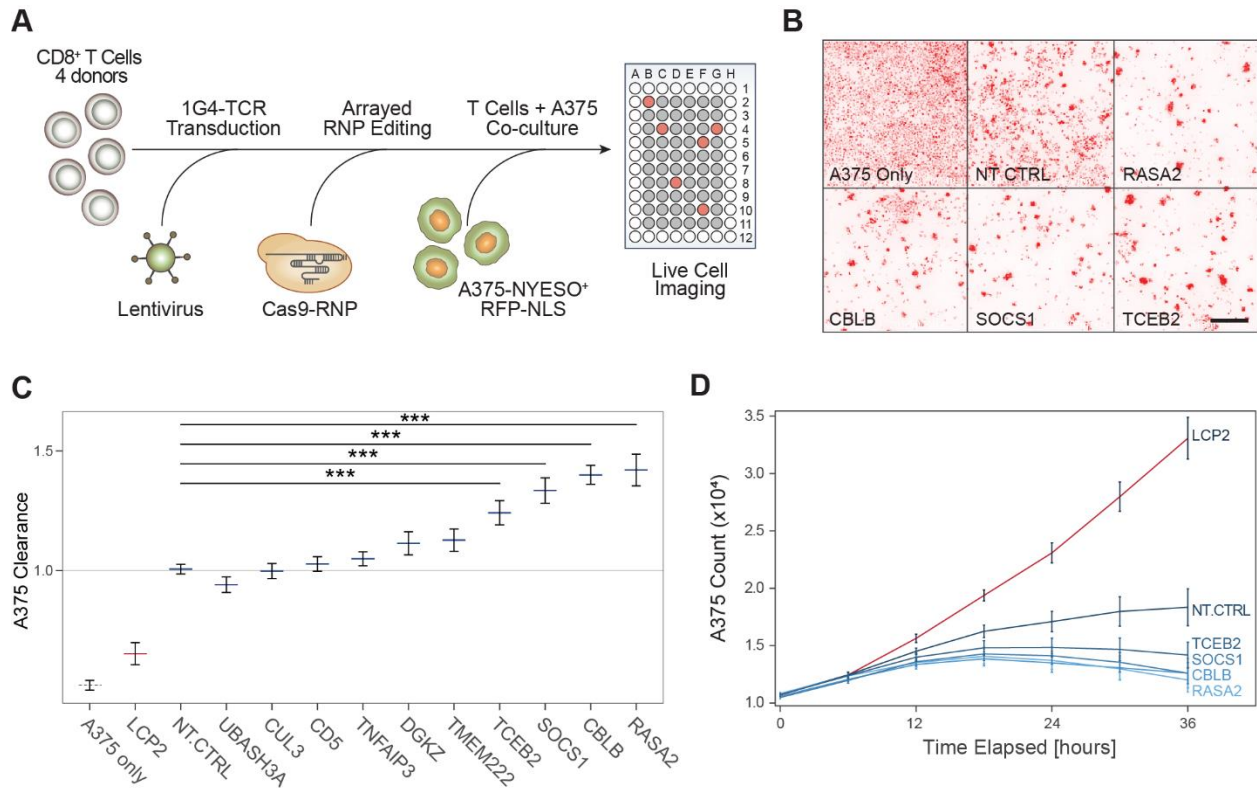 A
CD8⁺ T Cells
4 donors
1G4-TCR
Transduction
Arrayed
RNP Editing
T Cells + A375
Co-culture
Lentivirus
Cas9-RNP
A375-NYESO⁺
RFP-NLS
A B C D E F G H
1
2
3
4
5
6
7
8
9
10
11
12
Live Cell
Imaging
B
A375 Only
NT CTRL
RASA2
CBLB
SOCS1
TCEB2
C
A375 Clearance
1.5
1.0
***
***
***
***
A375 only
LCP2
NT.CTRL
UBASH3A
CUL3
CD5
TNFAIP3
DGKZ
TMEM222
TCEB2
SOCS1
CBLB
RASA2
D
A375 Count (x10⁴)
3.5
3.0
2.5
2.0
1.5
1.0
LCP2
NT.CTRL
TCEB2
SOCS1
CBLB
RASA2
0 12 24 36
Time Elapsed [hours]